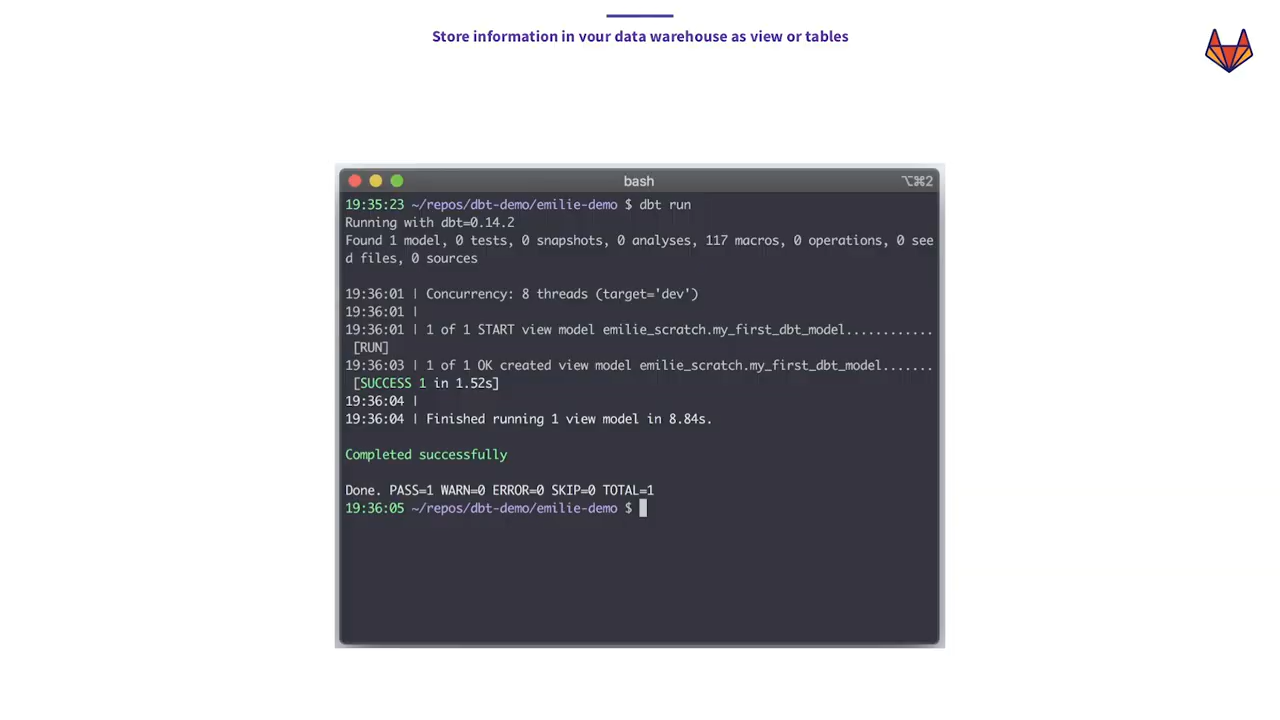 Store information in your data warehouse as view or tables
bash
⌥⌘2
19:35:23 ~/repos/dbt-demo/emilie-demo $ dbt run
Running with dbt=0.14.2
Found 1 model, 0 tests, 0 snapshots, 0 analyses, 117 macros, 0 operations, 0 see
d files, 0 sources
19:36:01 | Concurrency: 8 threads (target='dev')
19:36:01 |
19:36:01 | 1 of 1 START view model emilie_scratch.my_first_dbt_model............
[RUN]
19:36:03 | 1 of 1 OK created view model emilie_scratch.my_first_dbt_model.......
[SUCCESS 1 in 1.52s]
19:36:04 |
19:36:04 | Finished running 1 view model in 8.84s.
Completed successfully
Done. PASS=1 WARN=0 ERROR=0 SKIP=0 TOTAL=1
19:36:05 ~/repos/dbt-demo/emilie-demo $